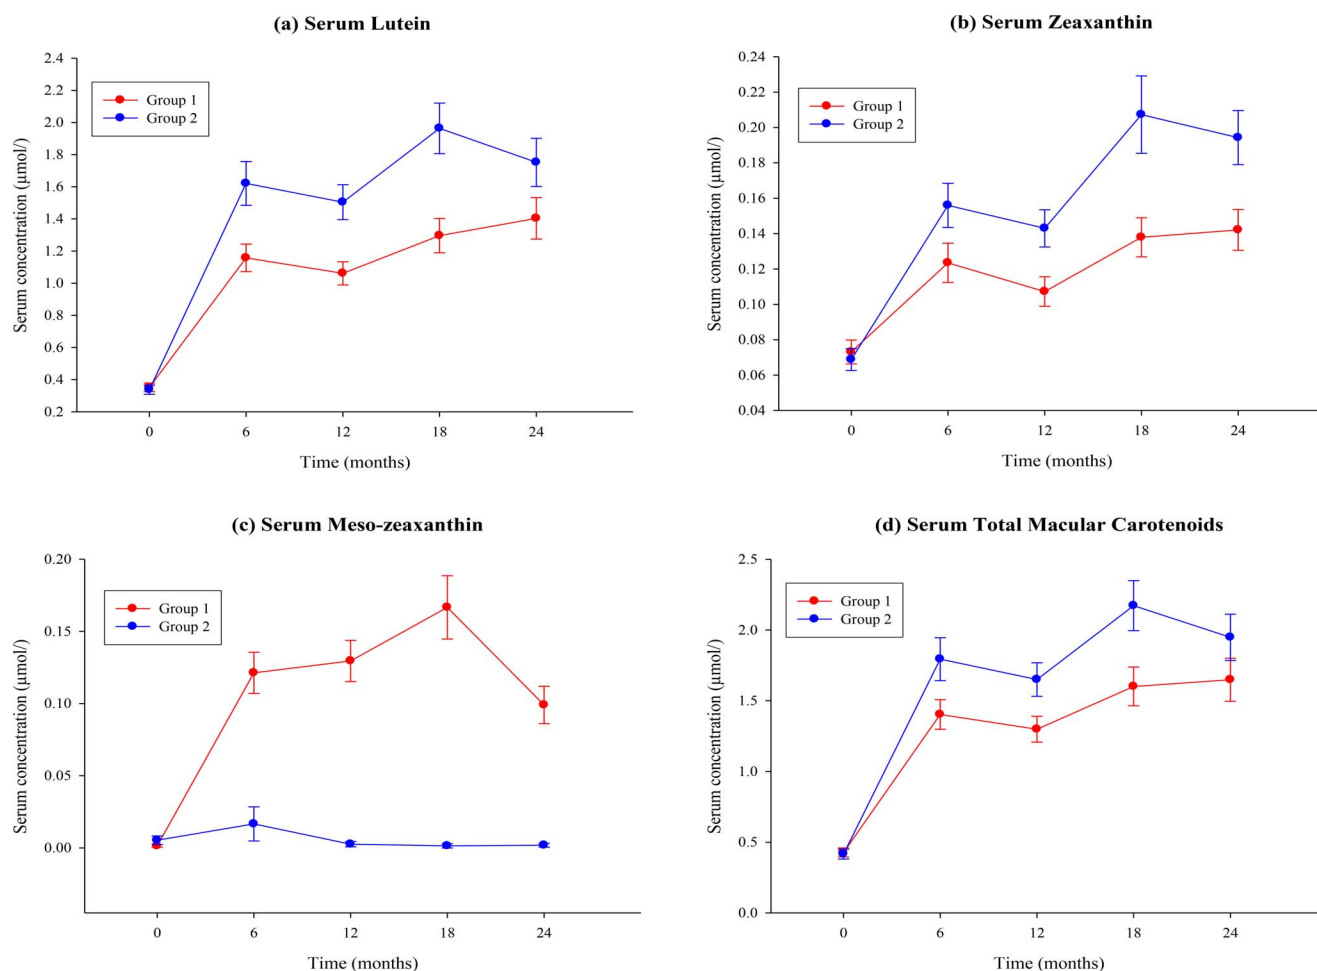 (a) Serum Lutein
Serum concentration (μmol/)
2.4
2.2
2.0
1.8
1.6
1.4
1.2
1.0
0.8
0.6
0.4
0.2
Group 1
Group 2
0 6 12 18 24
Time (months)
(b) Serum Zeaxanthin
Serum concentration (μmol/)
0.24
0.22
0.20
0.18
0.16
0.14
0.12
0.10
0.08
0.06
0.04
Group 1
Group 2
0 6 12 18 24
Time (months)
(c) Serum Meso-zeaxanthin
Serum concentration (μmol/)
0.20
0.15
0.10
0.05
0.00
Group 1
Group 2
0 6 12 18 24
Time (months)
(d) Serum Total Macular Carotenoids
Serum concentration (μmol/)
2.5
2.0
1.5
1.0
0.5
0.0
Group 1
Group 2
0 6 12 18 24
Time (months)